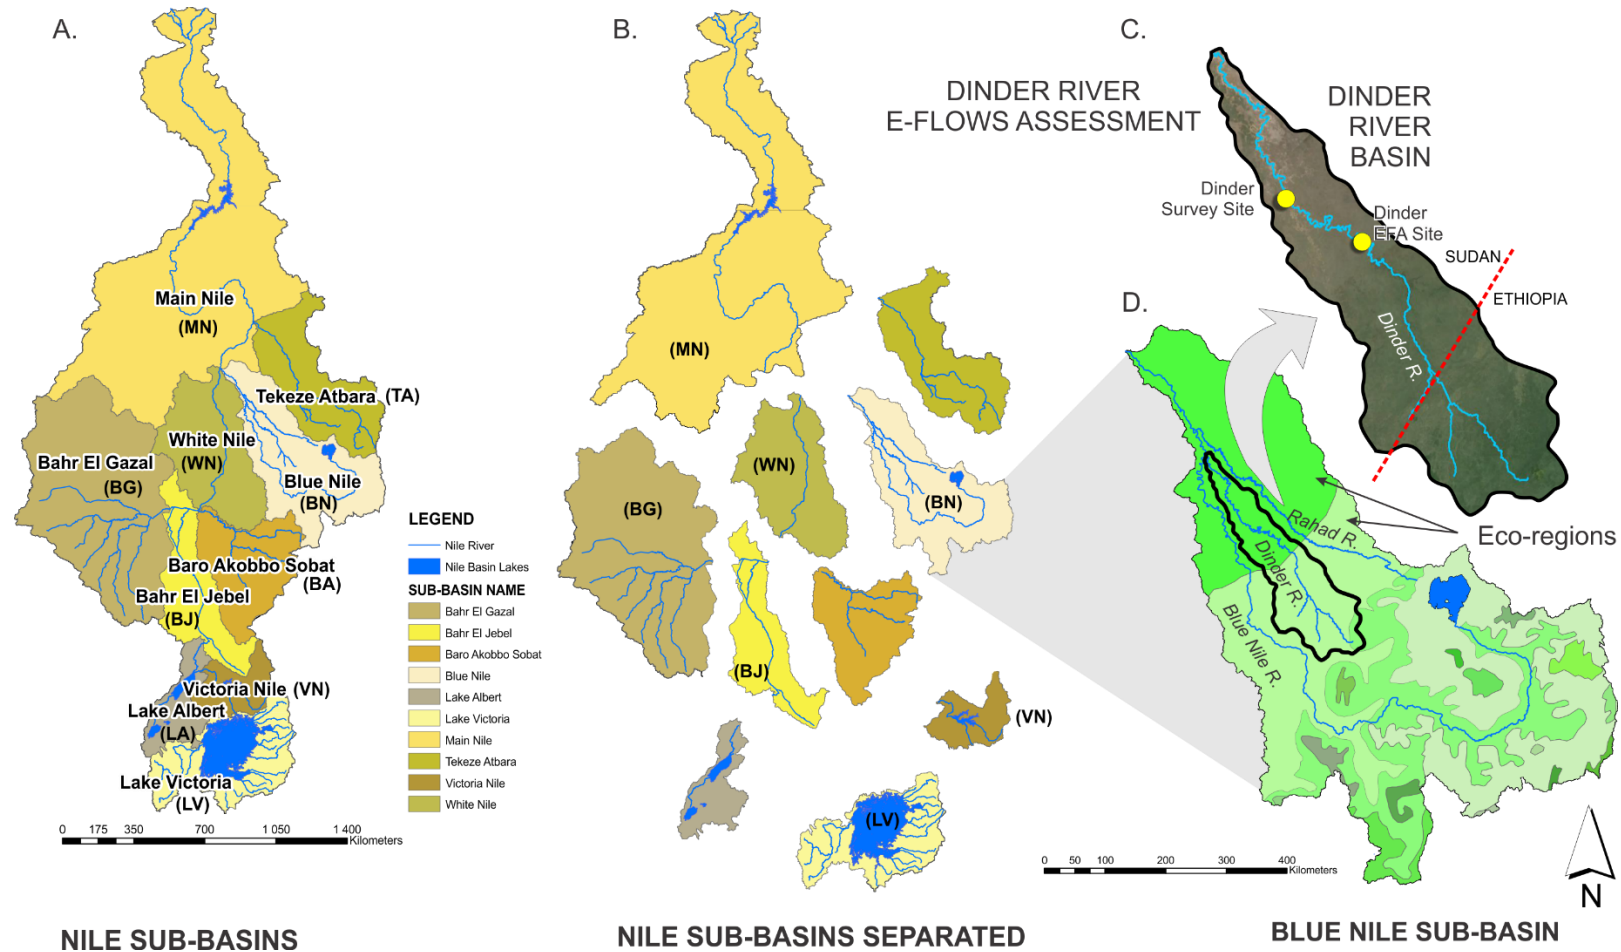 A.
Main Nile
(MN)
Tekeze Atbara (TA)
White Nile
(WN)
Bahr El Gazal
(BG)
Blue Nile
(BN)
Baro Akobbo Sobat
(BA)
Bahr El Jebel
(BJ)
Victoria Nile (VN)
Lake Albert
(LA)
Lake Victoria
(LV)
0 175 350 700 1 050 1 400
Kilometers
NILE SUB-BASINS
LEGEND
Nile River
Nile Basin Lakes
SUB-BASIN NAME
Bahr El Gazal
Bahr El Jebel
Baro Akobbo Sobat
Blue Nile
Lake Albert
Lake Victoria
Main Nile
Tekeze Atbara
Victoria Nile
White Nile
B.
(MN)
(WN)
(BG)
(BN)
(BJ)
(VN)
(LV)
NILE SUB-BASINS SEPARATED
C.
DINDER RIVER
E-FLOWS ASSESSMENT
DINDER
RIVER
BASIN
Dinder
Survey Site
Dinder
EFA Site
SUDAN
ETHIOPIA
Dinder R.
D.
Rahad R.
Dinder R.
Blue Nile R.
Eco-regions
0 50 100 200 300 400
Kilometers
N
BLUE NILE SUB-BASIN